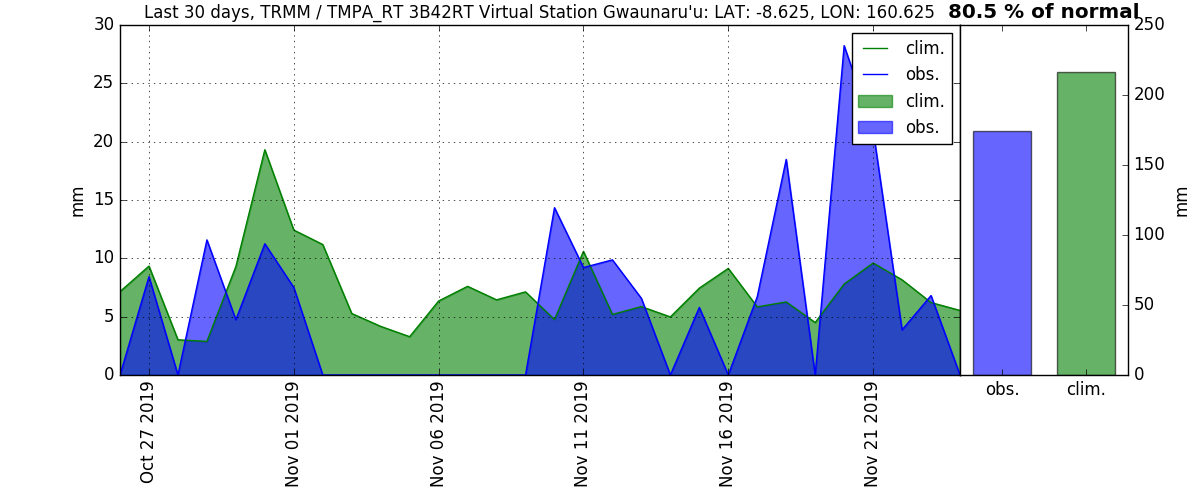 Last 30 days, TRMM / TMPA_RT 3B42RT Virtual Station Gwaunaru'u: LAT: -8.625, LON: 160.625 80.5 % of normal
30
25
20
15
10
5
0
mm
clim.
obs.
clim.
obs.
250
200
150
100
50
0
mm
obs.
clim.
Oct 27 2019
Nov 01 2019
Nov 06 2019
Nov 11 2019
Nov 16 2019
Nov 21 2019